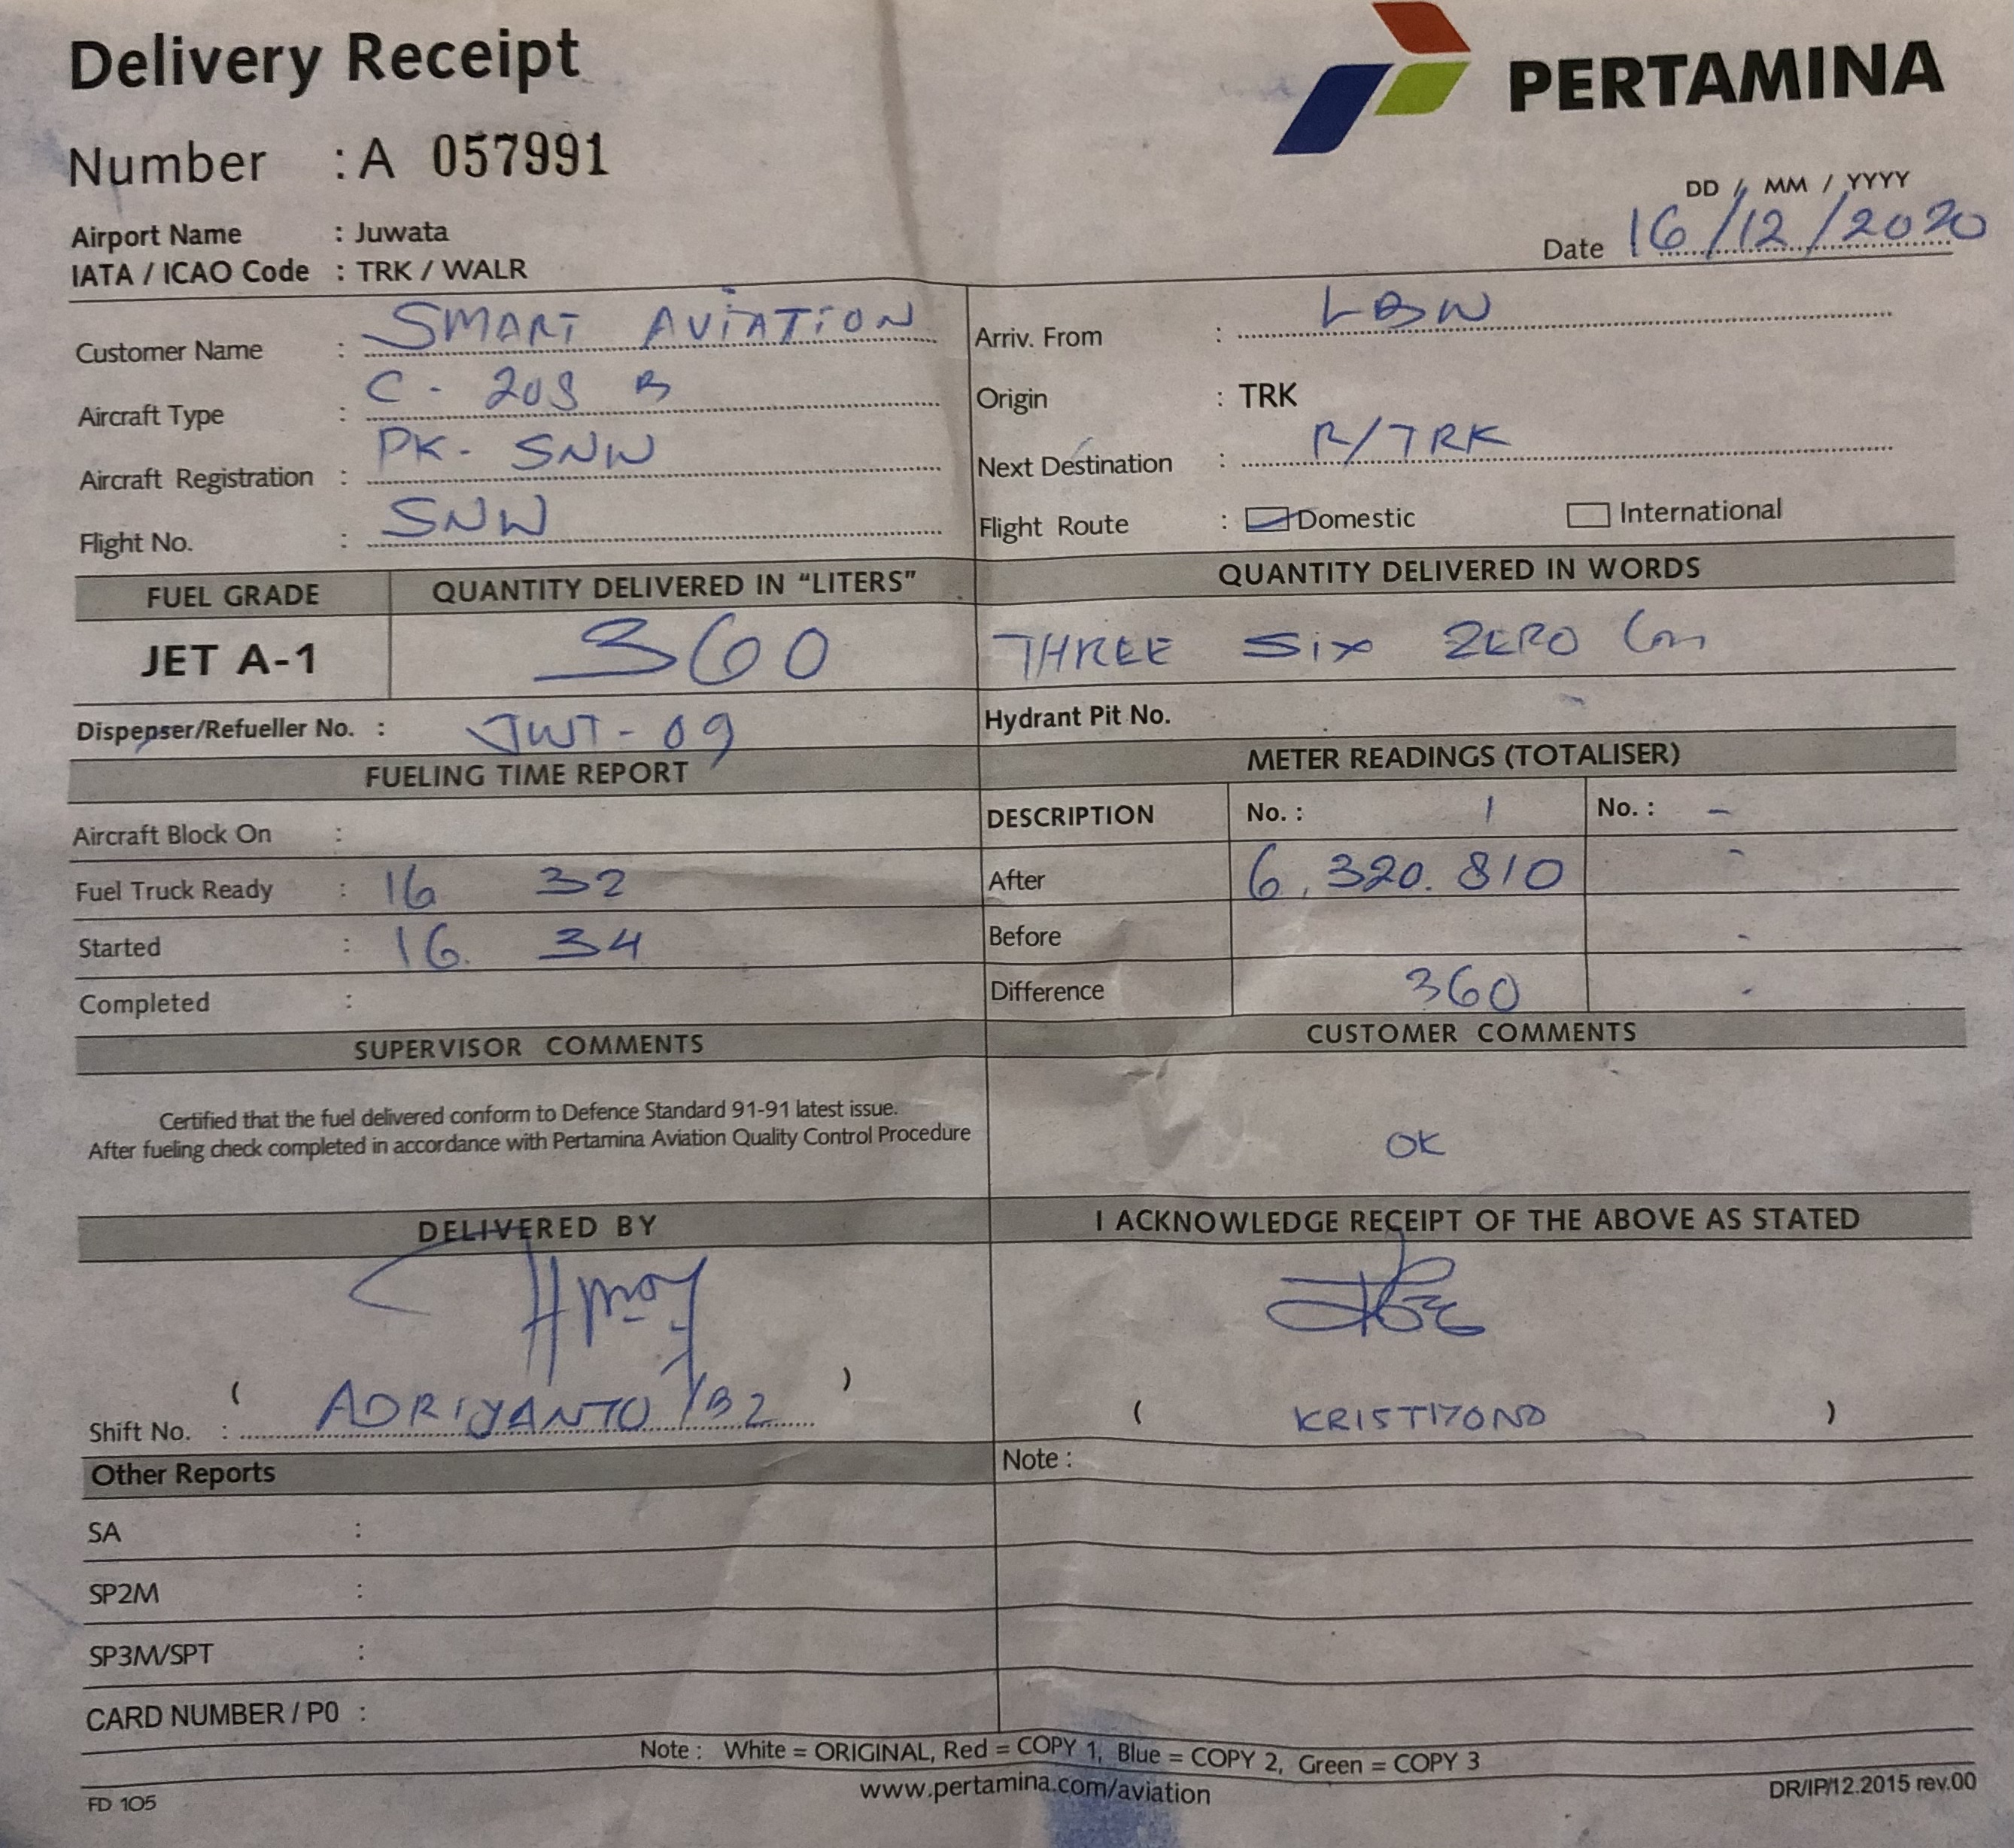 Delivery Receipt
PERTAMINA
Number : A 057991
DD / MM / YYYY
Date 16/12/2020
Airport Name : Juwata
IATA / ICAO Code : TRK / WALR
Customer Name : SMART AVIATION
Arriv. From : LBW
Aircraft Type : C - 208 B
Origin : TRK
Aircraft Registration : PK - SNW
Next Destination : R/TRK
Flight No. : SNW
Flight Route : Domestic International
FUEL GRADE QUANTITY DELIVERED IN “LITERS” QUANTITY DELIVERED IN WORDS
JET A-1 360 THREE SIX ZERO
Dispenser/Refueller No. : JWT - 09
Hydrant Pit No. -
FUELING TIME REPORT METER READINGS (TOTALISER)
Aircraft Block On :
DESCRIPTION No. : 1 No. : -
Fuel Truck Ready : 16 32
After 6.320.810 -
Started : 16. 34
Before -
Completed :
Difference 360 -
SUPERVISOR COMMENTS CUSTOMER COMMENTS
Certified that the fuel delivered conform to Defence Standard 91-91 latest issue.
After fueling check completed in accordance with Pertamina Aviation Quality Control Procedure
OK
DELIVERED BY I ACKNOWLEDGE RECEIPT OF THE ABOVE AS STATED
( )
Shift No. : ADRIYANTO /B2
( KRISTIYONO )
Other Reports Note :
SA :
SP2M :
SP3M/SPT :
CARD NUMBER / P0 :
Note : White = ORIGINAL, Red = COPY 1, Blue = COPY 2, Green = COPY 3
www.pertamina.com/aviation
FD 105
DR/IP/12.2015 rev.00